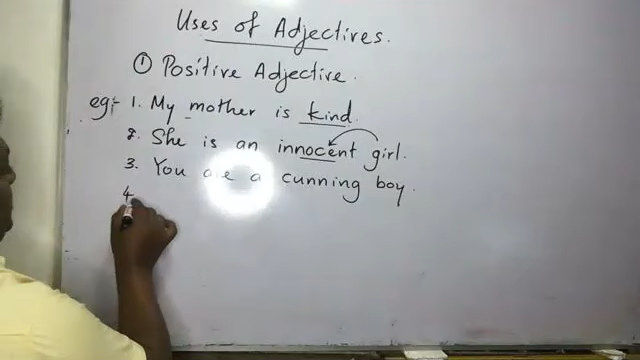 Uses of Adjectives.
① Positive Adjective.
eg:- 1. My mother is kind.
2. She is an innocent girl.
3. You are a cunning boy.
4